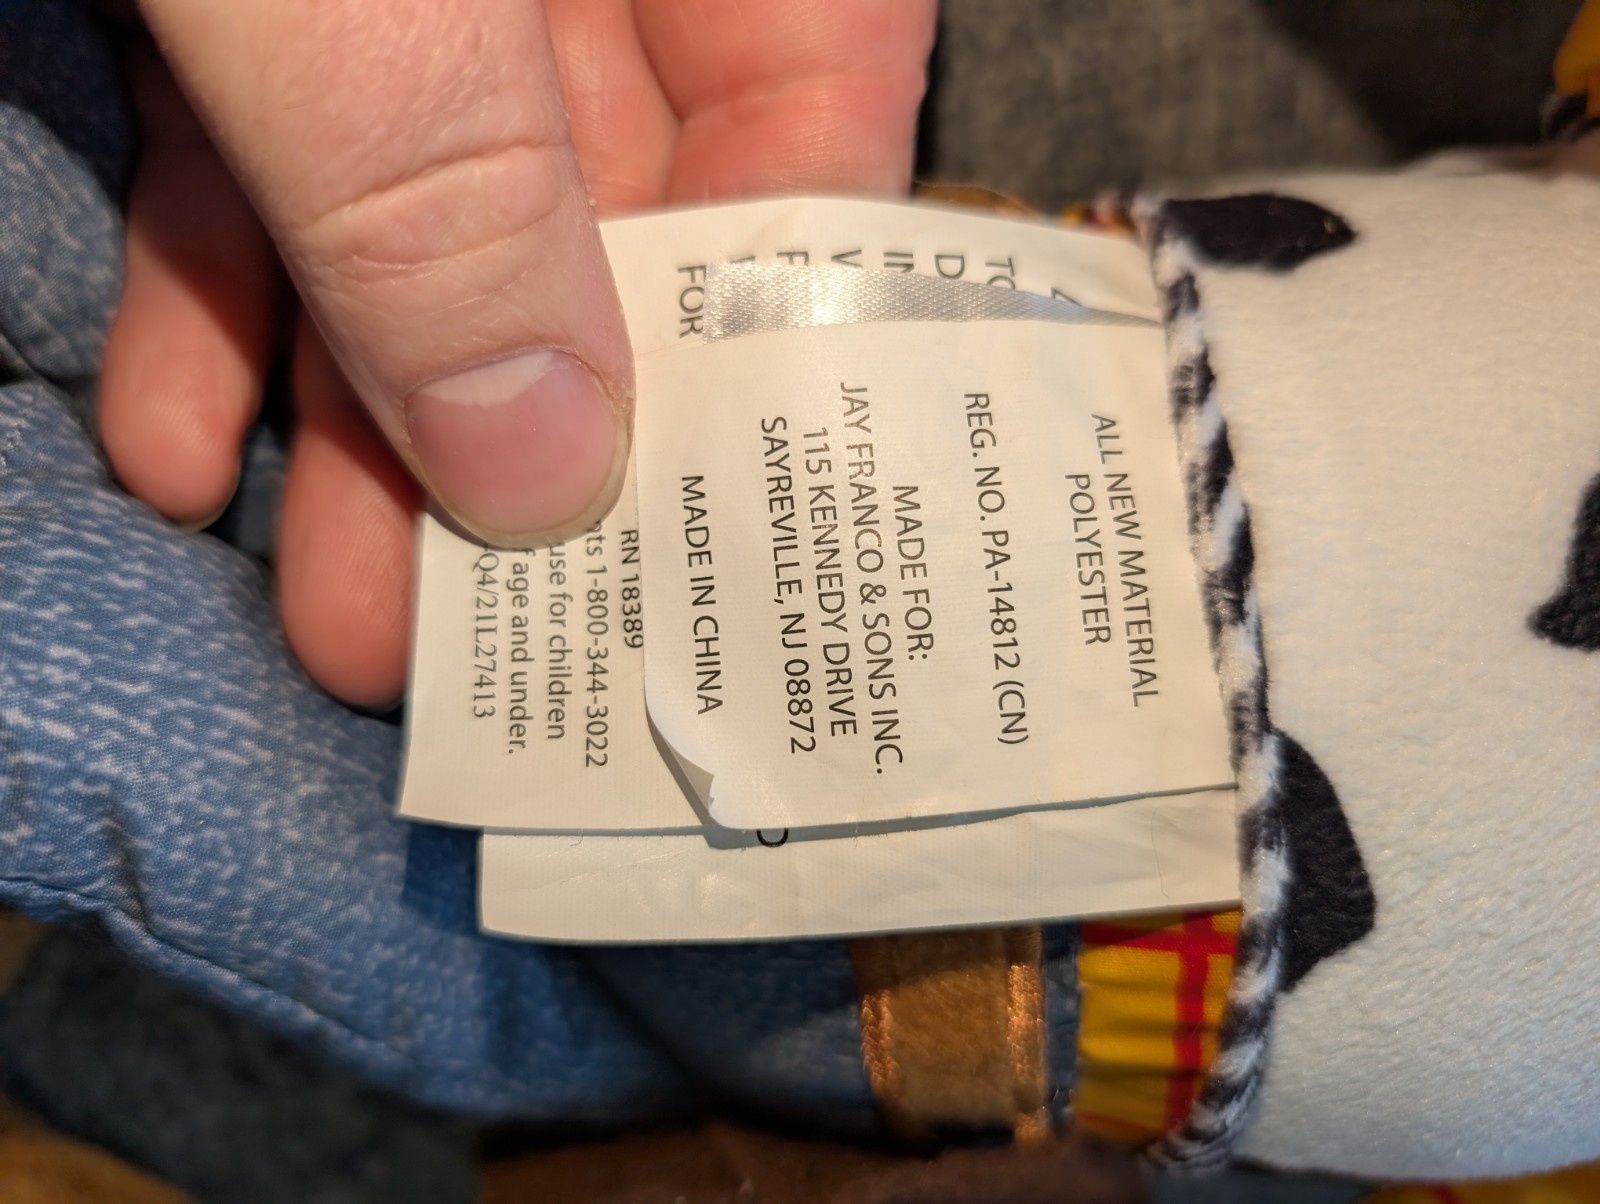 ALL NEW MATERIAL
POLYESTER
REG. NO. PA-14812 (CN)
MADE FOR:
JAY FRANCO & SONS INC.
115 KENNEDY DRIVE
SAYREVILLE, NJ 08872
MADE IN CHINA
FOR
RN 18389
1-800-344-3022
use for children
age and under.
Q4/21L27413